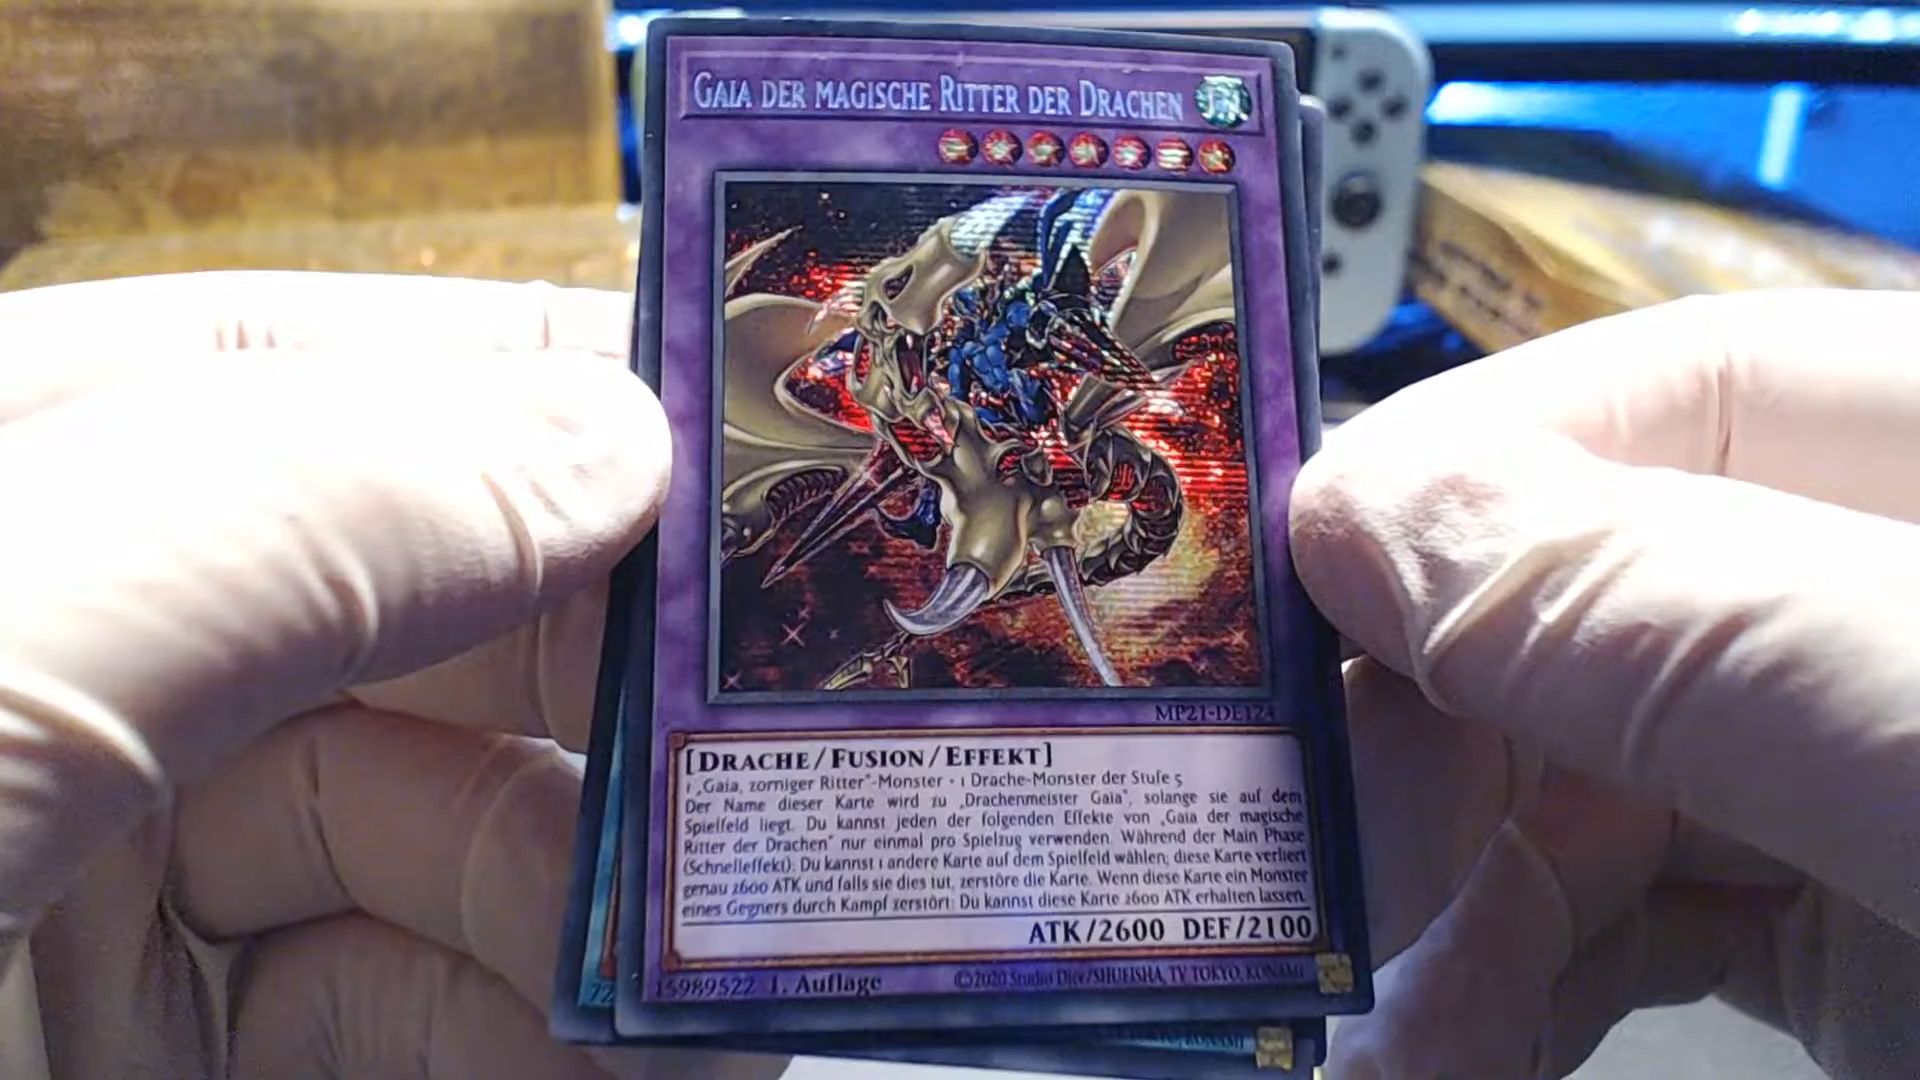 GAIA DER MAGISCHE RITTER DER DRACHEN
MP21-DE124
[DRACHE/FUSION/EFFEKT]
1 „Gaia, zorniger Ritter"-Monster + 1 Drache-Monster der Stufe 5
Der Name dieser Karte wird zu „Drachenmeister Gaia", solange sie auf dem
Spielfeld liegt. Du kannst jeden der folgenden Effekte von „Gaia der magische
Ritter der Drachen" nur einmal pro Spielzug verwenden. Während der Main Phase
(Schnelleffekt): Du kannst 1 andere Karte auf dem Spielfeld wählen; diese Karte verliert
genau 2600 ATK und falls sie dies tut, zerstöre die Karte. Wenn diese Karte ein Monster
eines Gegners durch Kampf zerstört: Du kannst diese Karte 2600 ATK erhalten lassen.
ATK/2600 DEF/2100
15989522 1. Auflage ©2020 Studio Dice/SHUEISHA, TV TOKYO, KONAMI
72
KONAMI